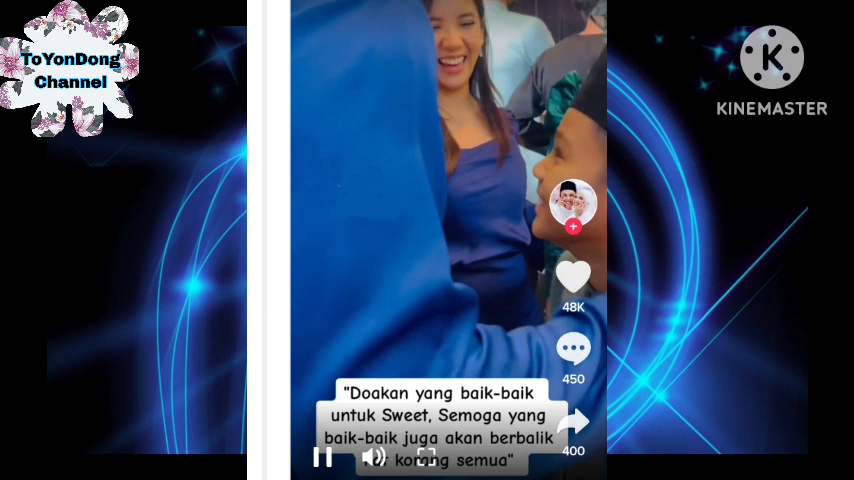 ToYonDong
Channel
KINEMASTER
48K
450
400
"Doakan yang baik-baik
untuk Sweet, Semoga yang
baik-baik juga akan berbalik
korang semua"